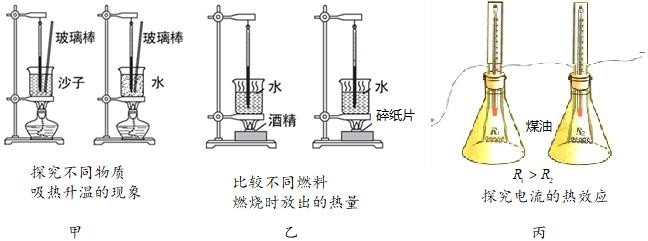 玻璃棒
玻璃棒
沙子
水
水
水
酒精
碎纸片
R₁
煤油
R₂
R₁ > R₂
探究不同物质
吸热升温的现象
比较不同燃料
燃烧时放出的热量
探究电流的热效应
甲
乙
丙